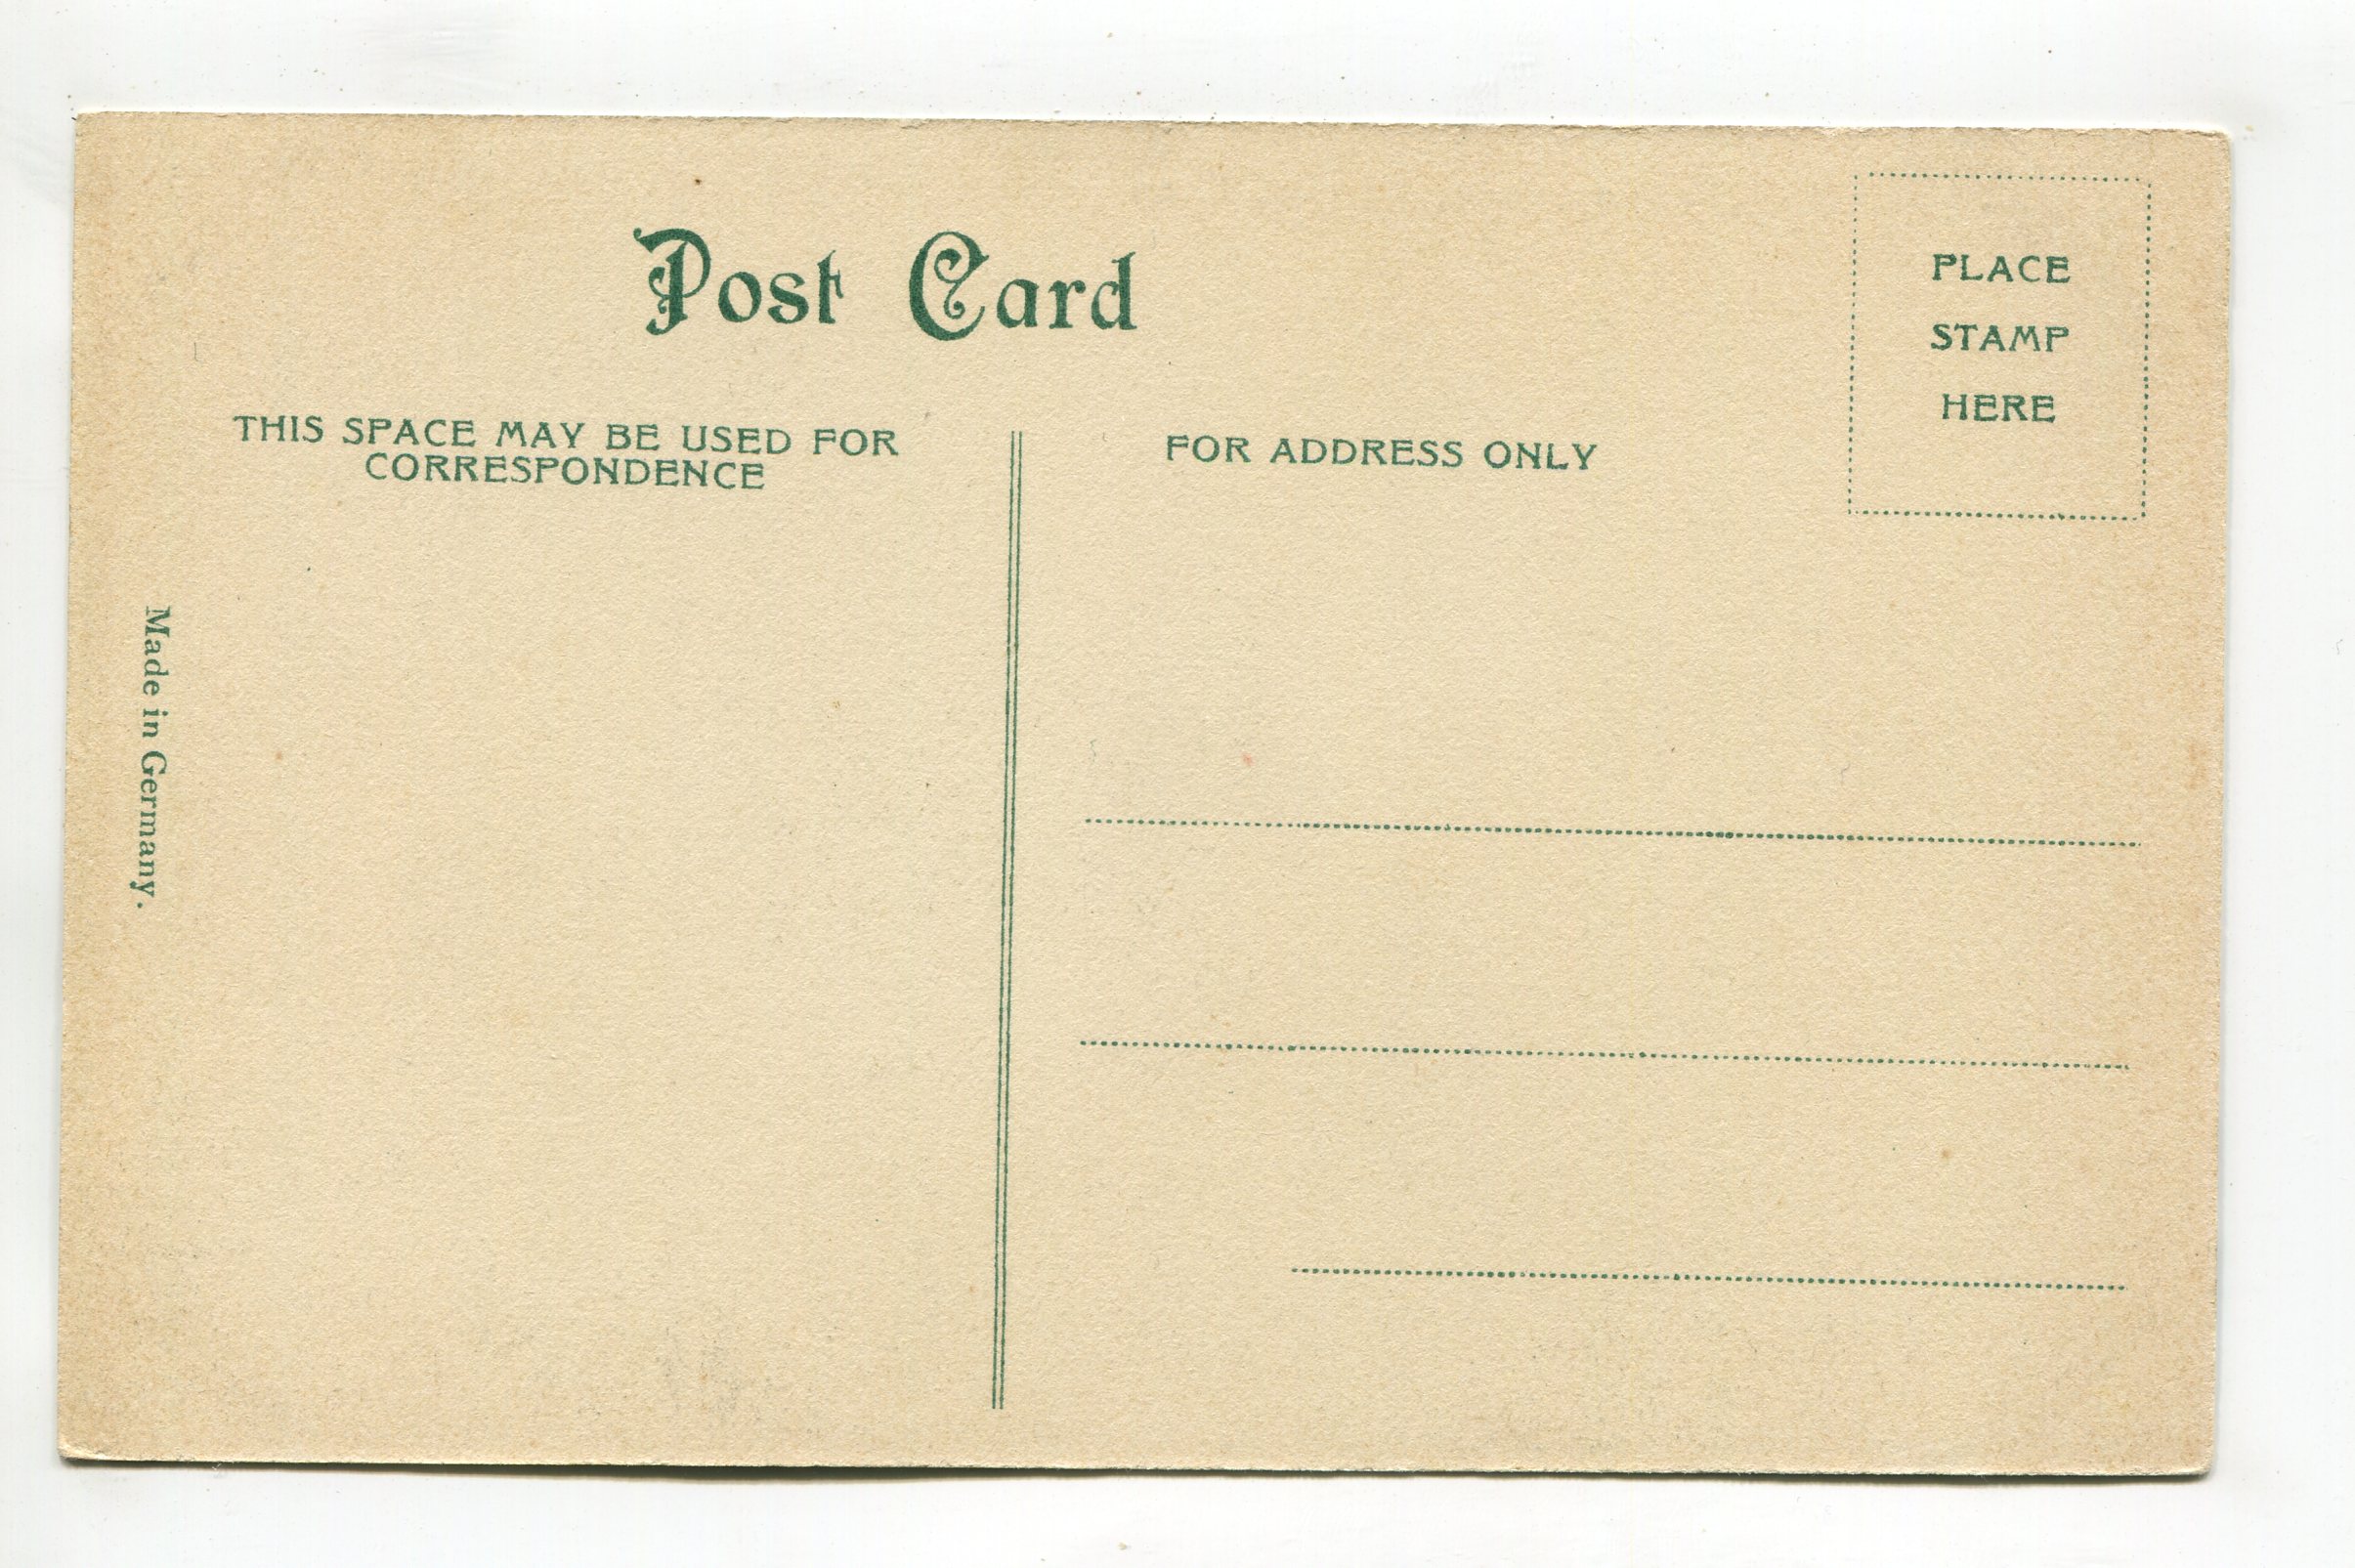 Post Card
PLACE
STAMP
HERE
THIS SPACE MAY BE USED FOR
CORRESPONDENCE
FOR ADDRESS ONLY
Made in Germany.